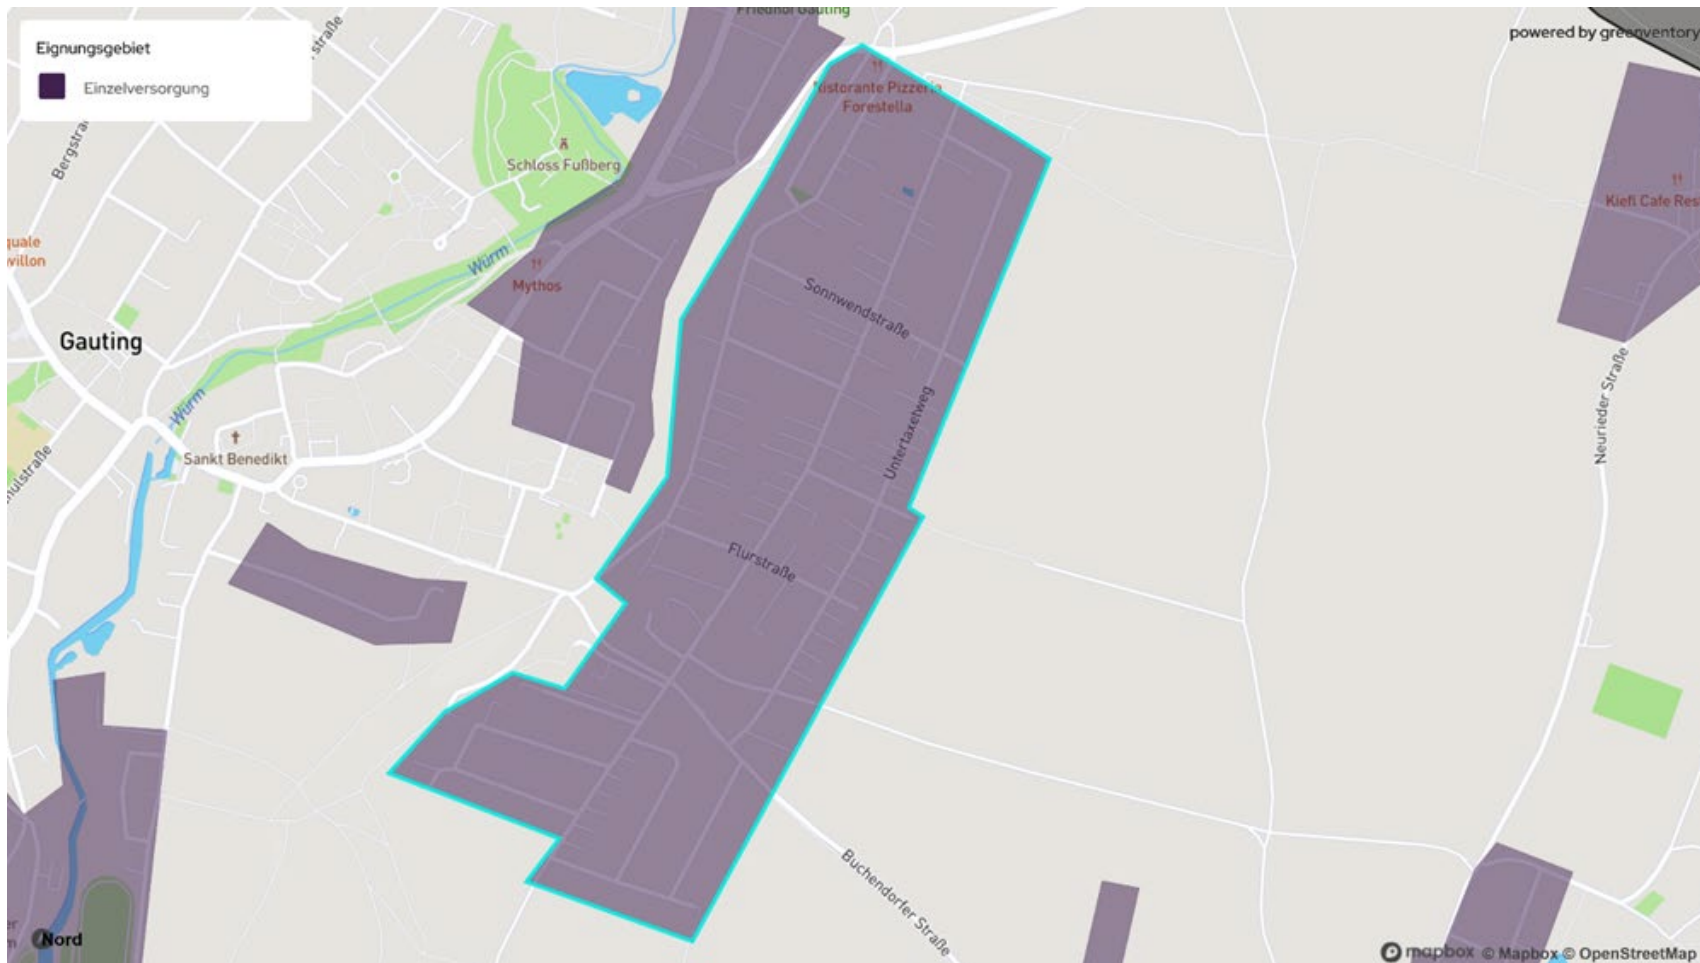 Friedhof Gauting
powered by greenventory
Eignungsgebiet
Einzelversorgung
Ristorante Pizzeria
Forestella
Schloss Fußberg
Kiefl Cafe Res
Würm
Mythos
Sonnwendstraße
Gauting
Untertaxetweg
Neurieder Straße
Würm
Sankt Benedikt
Flurstraße
Buchendorfer Straße
Nord
mapbox © Mapbox © OpenStreetMap